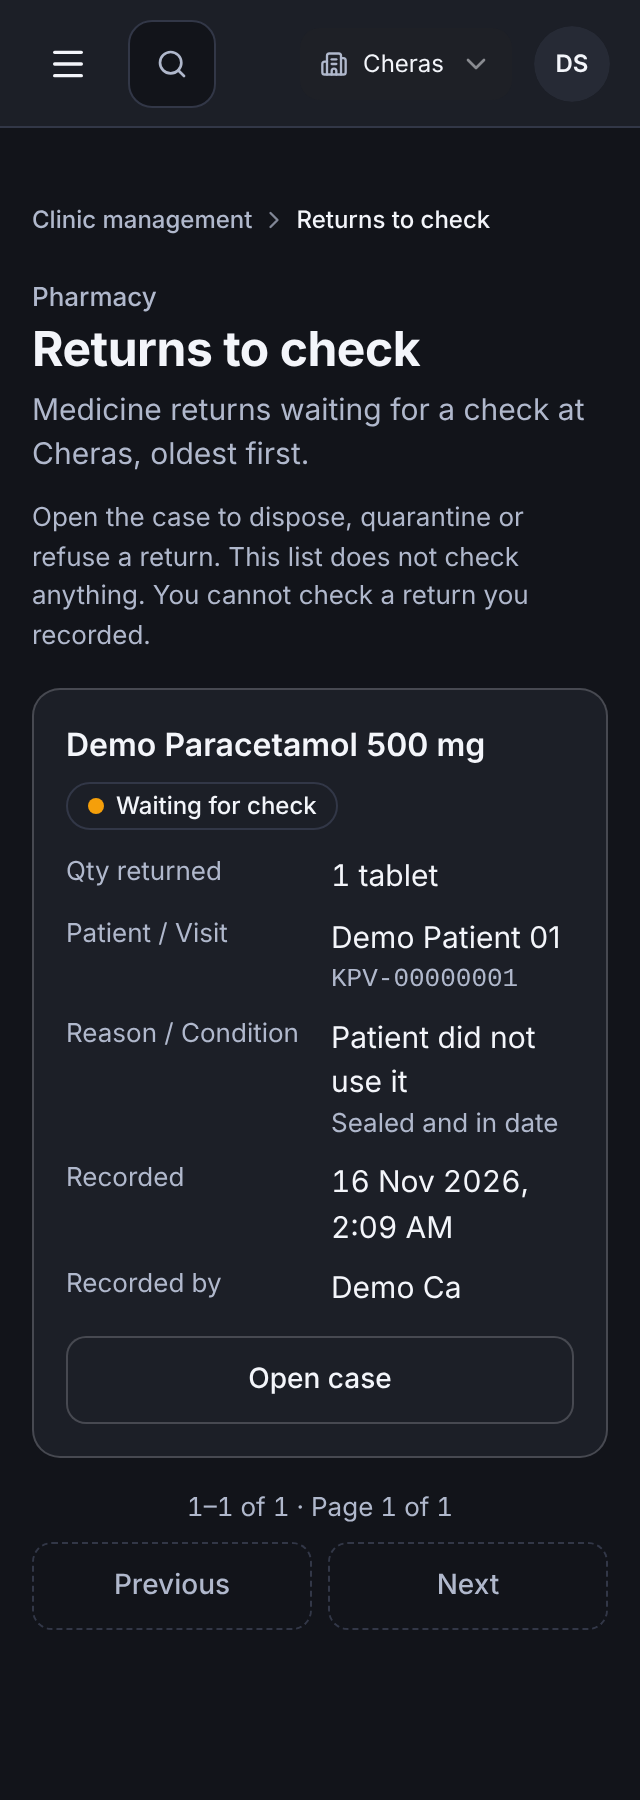 Cheras
DS
Clinic management
Returns to check
Pharmacy
Returns to check
Medicine returns waiting for a check at
Cheras, oldest first.
Open the case to dispose, quarantine or
refuse a return. This list does not check
anything. You cannot check a return you
recorded.
Demo Paracetamol 500 mg
Waiting for check
Qty returned
1 tablet
Patient / Visit
Demo Patient 01
KPV-00000001
Reason / Condition
Patient did not
use it
Sealed and in date
Recorded
16 Nov 2026,
2:09 AM
Recorded by
Demo Ca
Open case
1–1 of 1 · Page 1 of 1
Previous
Next